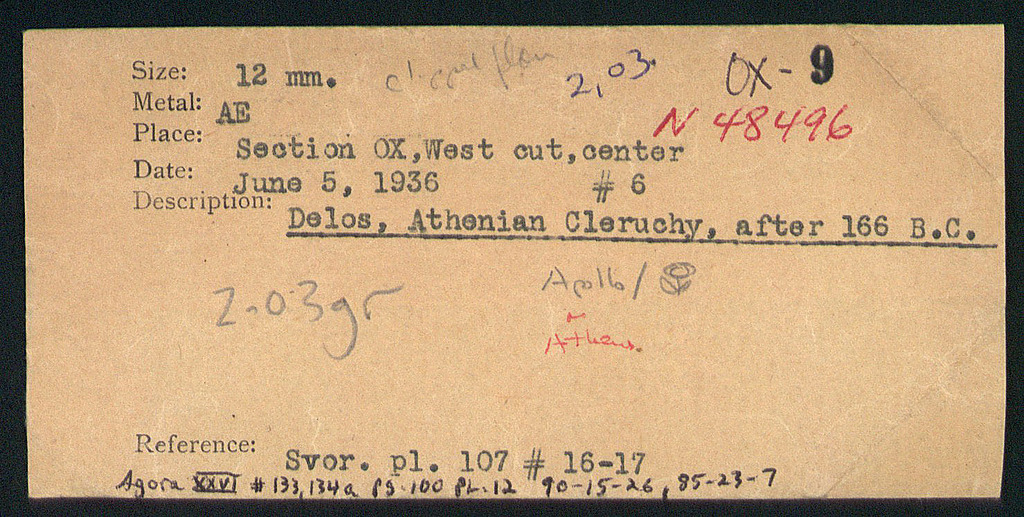 Size: 12 mm. 2,03. OX-9
Metal: AE N 48496
Place: Section OX,West cut,center
Date: June 5, 1936 # 6
Description: Delos, Athenian Cleruchy, after 166 B.C.
Apollo/
2.03gr
Athens.
Reference: Svor. pl. 107 # 16-17
Agora XXVI # 133,134a pg. 100 PL. 12 90-15-26, 85-23-7